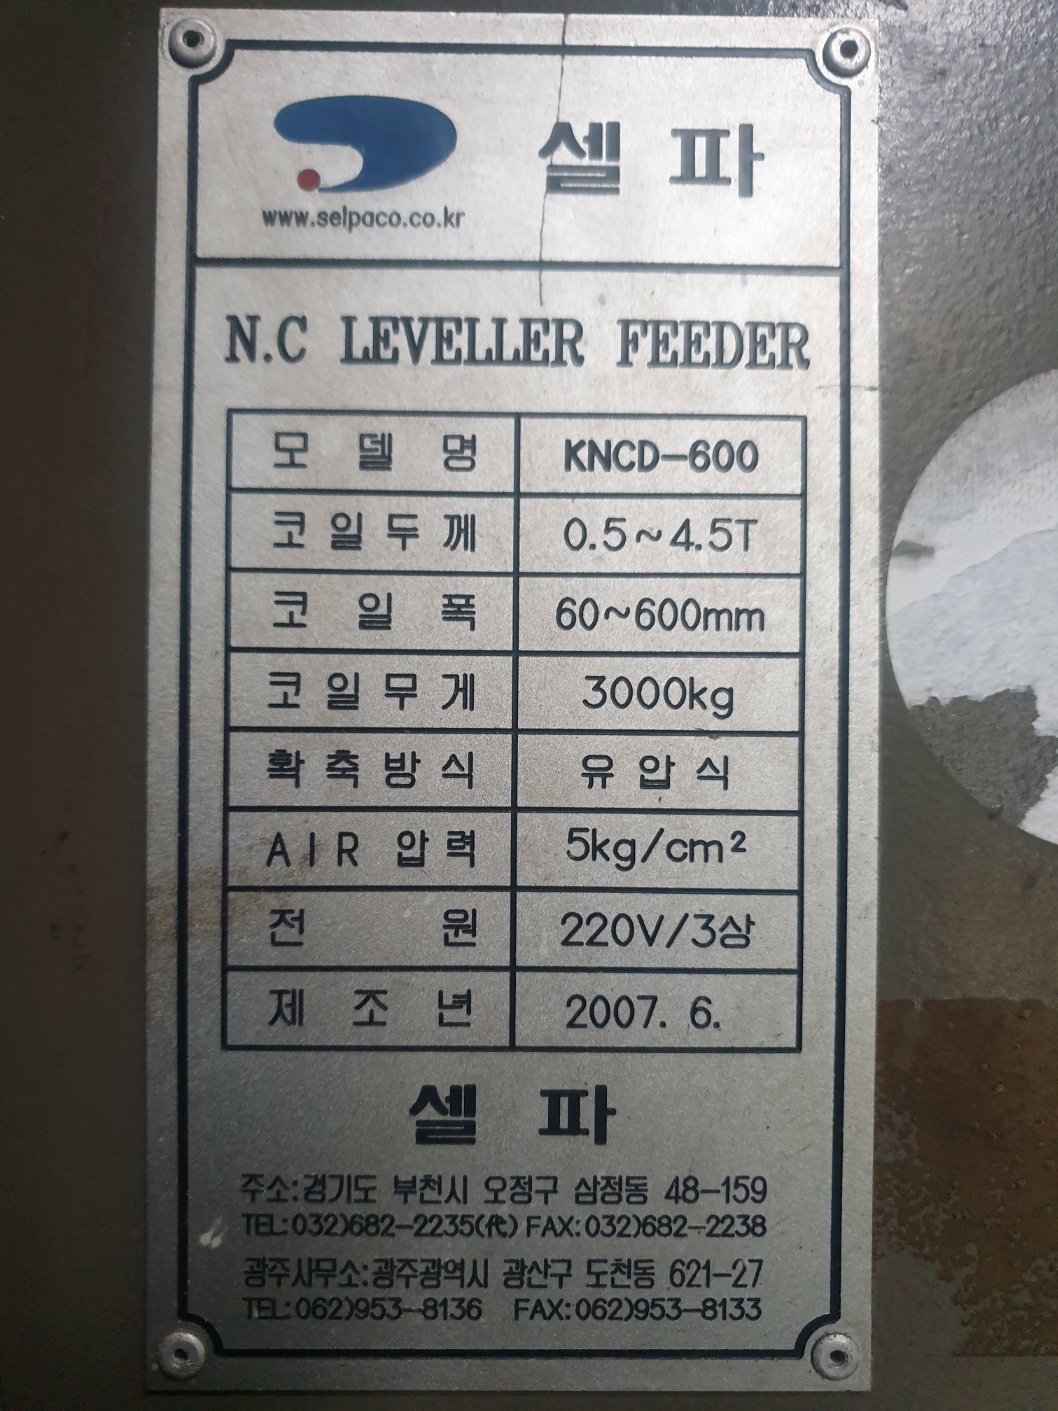 셀 파
www.selpaco.co.kr
N.C LEVELLER FEEDER
모 델 명 KNCD-600
코일두께 0.5~4.5T
코 일 폭 60~600mm
코일무게 3000kg
확축방식 유압식
AIR 압력 5kg/cm²
전 원 220V/3상
제 조 년 2007. 6.
셀 파
주소:경기도 부천시 오정구 삼정동 48-159
TEL:032)682-2235(代) FAX:032)682-2238
광주사무소:광주광역시 광산구 도천동 621-27
TEL:062)953-8136 FAX:062)953-8133